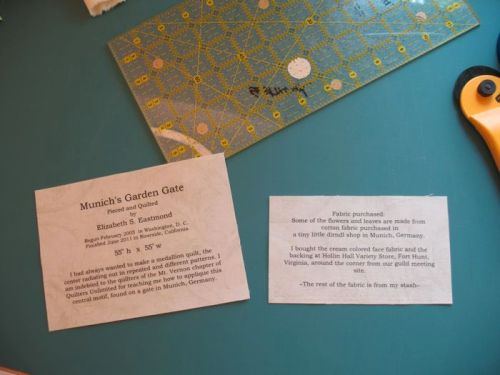 Munich's Garden Gate
Pieced and Quilted
by
Elizabeth S. Eastmond
Begun February 2005 in Washington, D. C.
Finished June 2011 in Riverside, California
55" h x 55" w
I had always wanted to make a medallion quilt, the
center radiating out in repeated and different patterns. I
am indebted to the quilters of the Mt. Vernon chapter of
Quilters Unlimited for teaching me how to applique this
central motif, found on a gate in Munich, Germany.
Fabric purchased:
Some of the flowers and leaves are made from
cotton fabric purchased in
a tiny little dirndl shop in Munich, Germany.
I bought the cream colored face fabric and the
backing at Hollin Hall Variety Store, Fort Hunt,
Virginia, around the corner from our guild meeting
site.
~The rest of the fabric is from my stash~